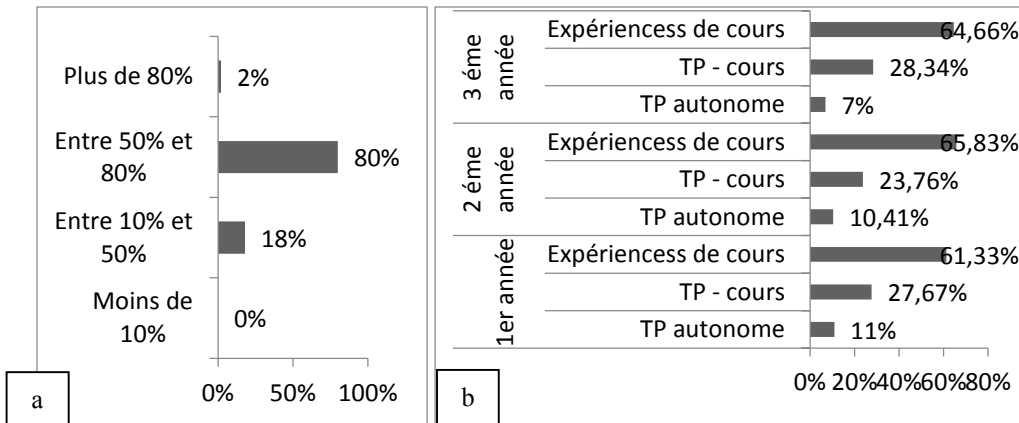 Plus de 80%
2%
Entre 50% et
80%
80%
Entre 10% et
50%
18%
Moins de
10%
0%
0%
50%
100%
a
3 éme
année
Expériencess de cours
64,66%
TP - cours
28,34%
TP autonome
7%
2 éme
année
Expériencess de cours
65,83%
TP - cours
23,76%
TP autonome
10,41%
1er année
Expériencess de cours
61,33%
TP - cours
27,67%
TP autonome
11%
0% 20% 40% 60% 80%
b